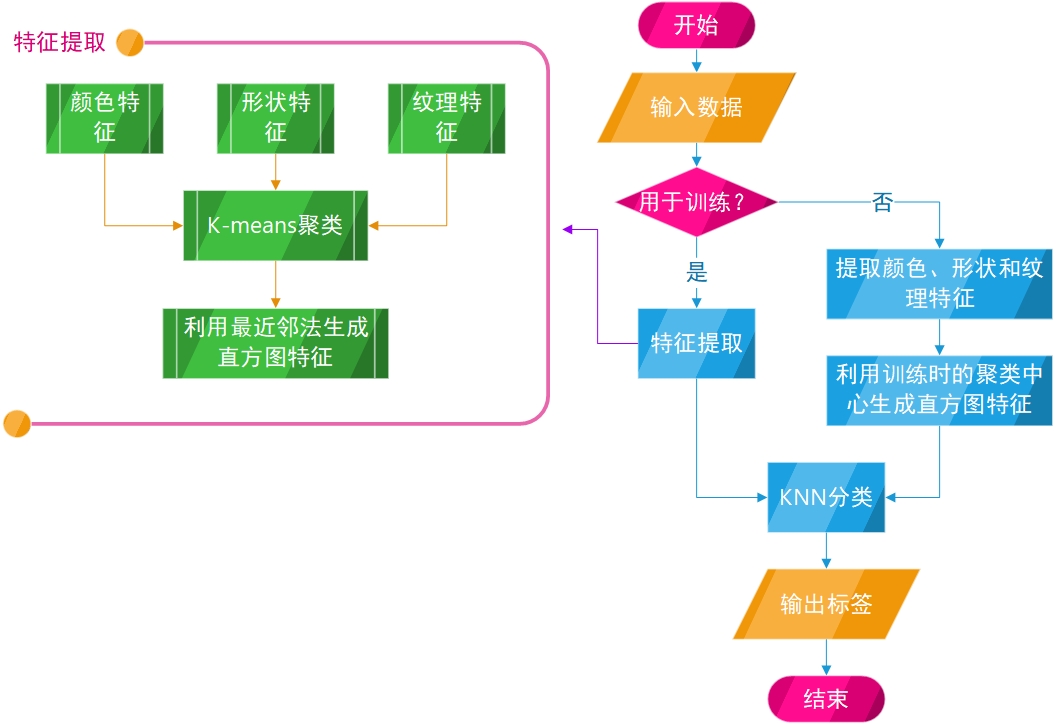 特征提取
颜色特
征
形状特
征
纹理特
征
K-means聚类
利用最近邻法生成
直方图特征
开始
输入数据
用于训练？
否
是
特征提取
提取颜色、形状和纹
理特征
利用训练时的聚类中
心生成直方图特征
KNN分类
输出标签
结束